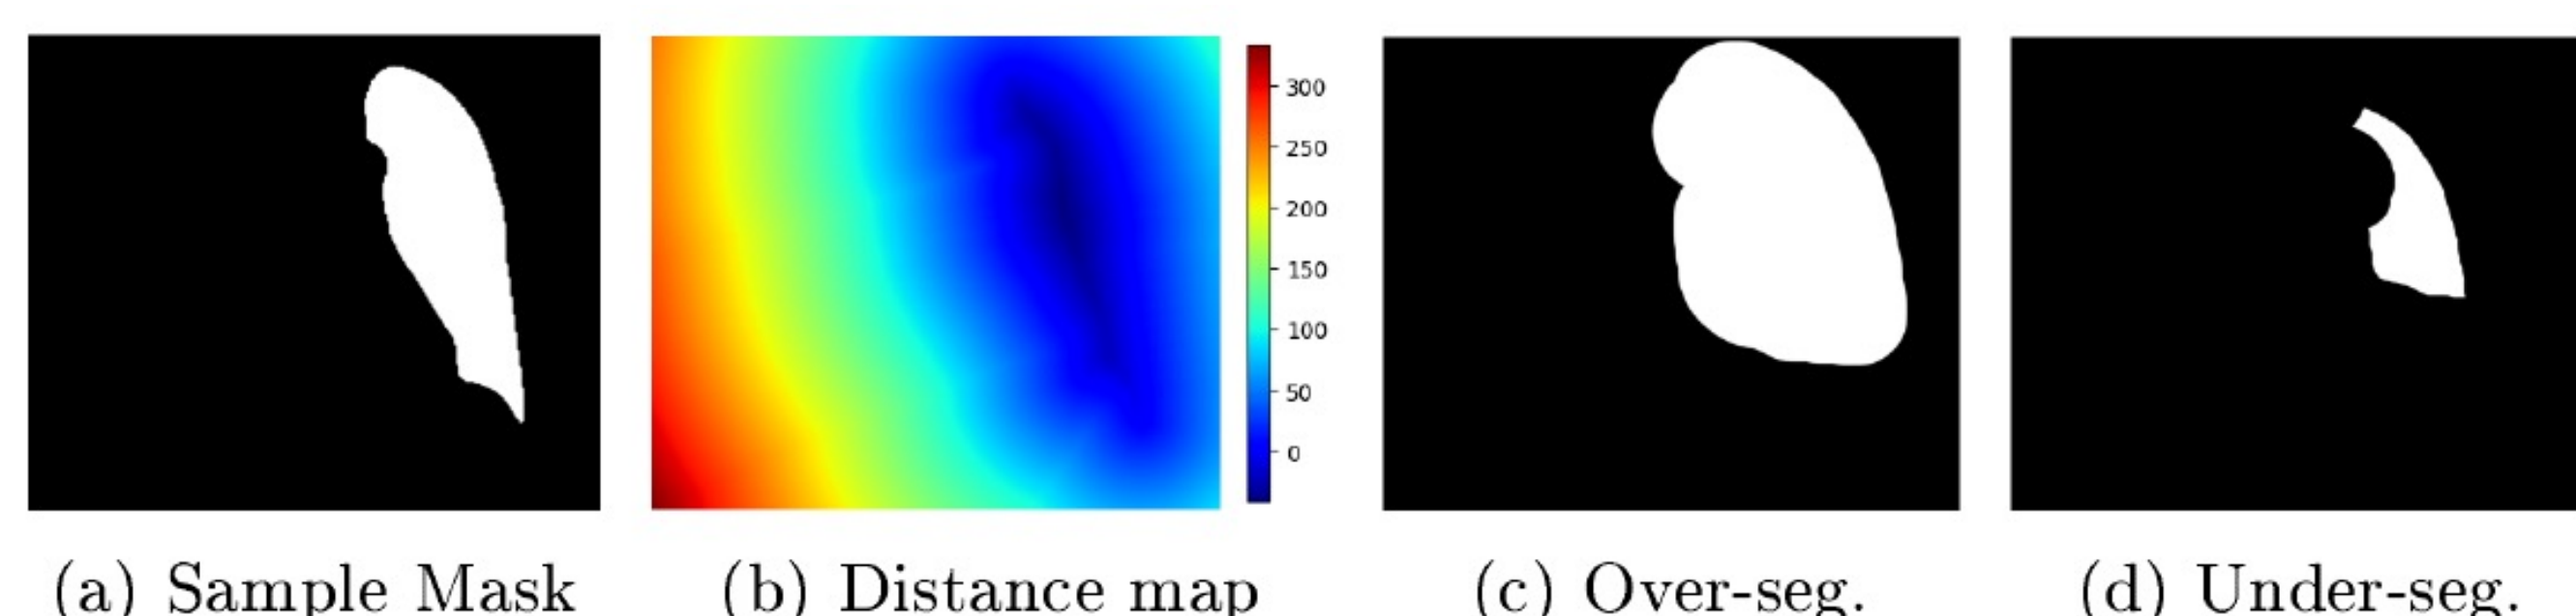 300
250
200
150
100
50
0
(a) Sample Mask
(b) Distance map
(c) Over-seg.
(d) Under-seg.